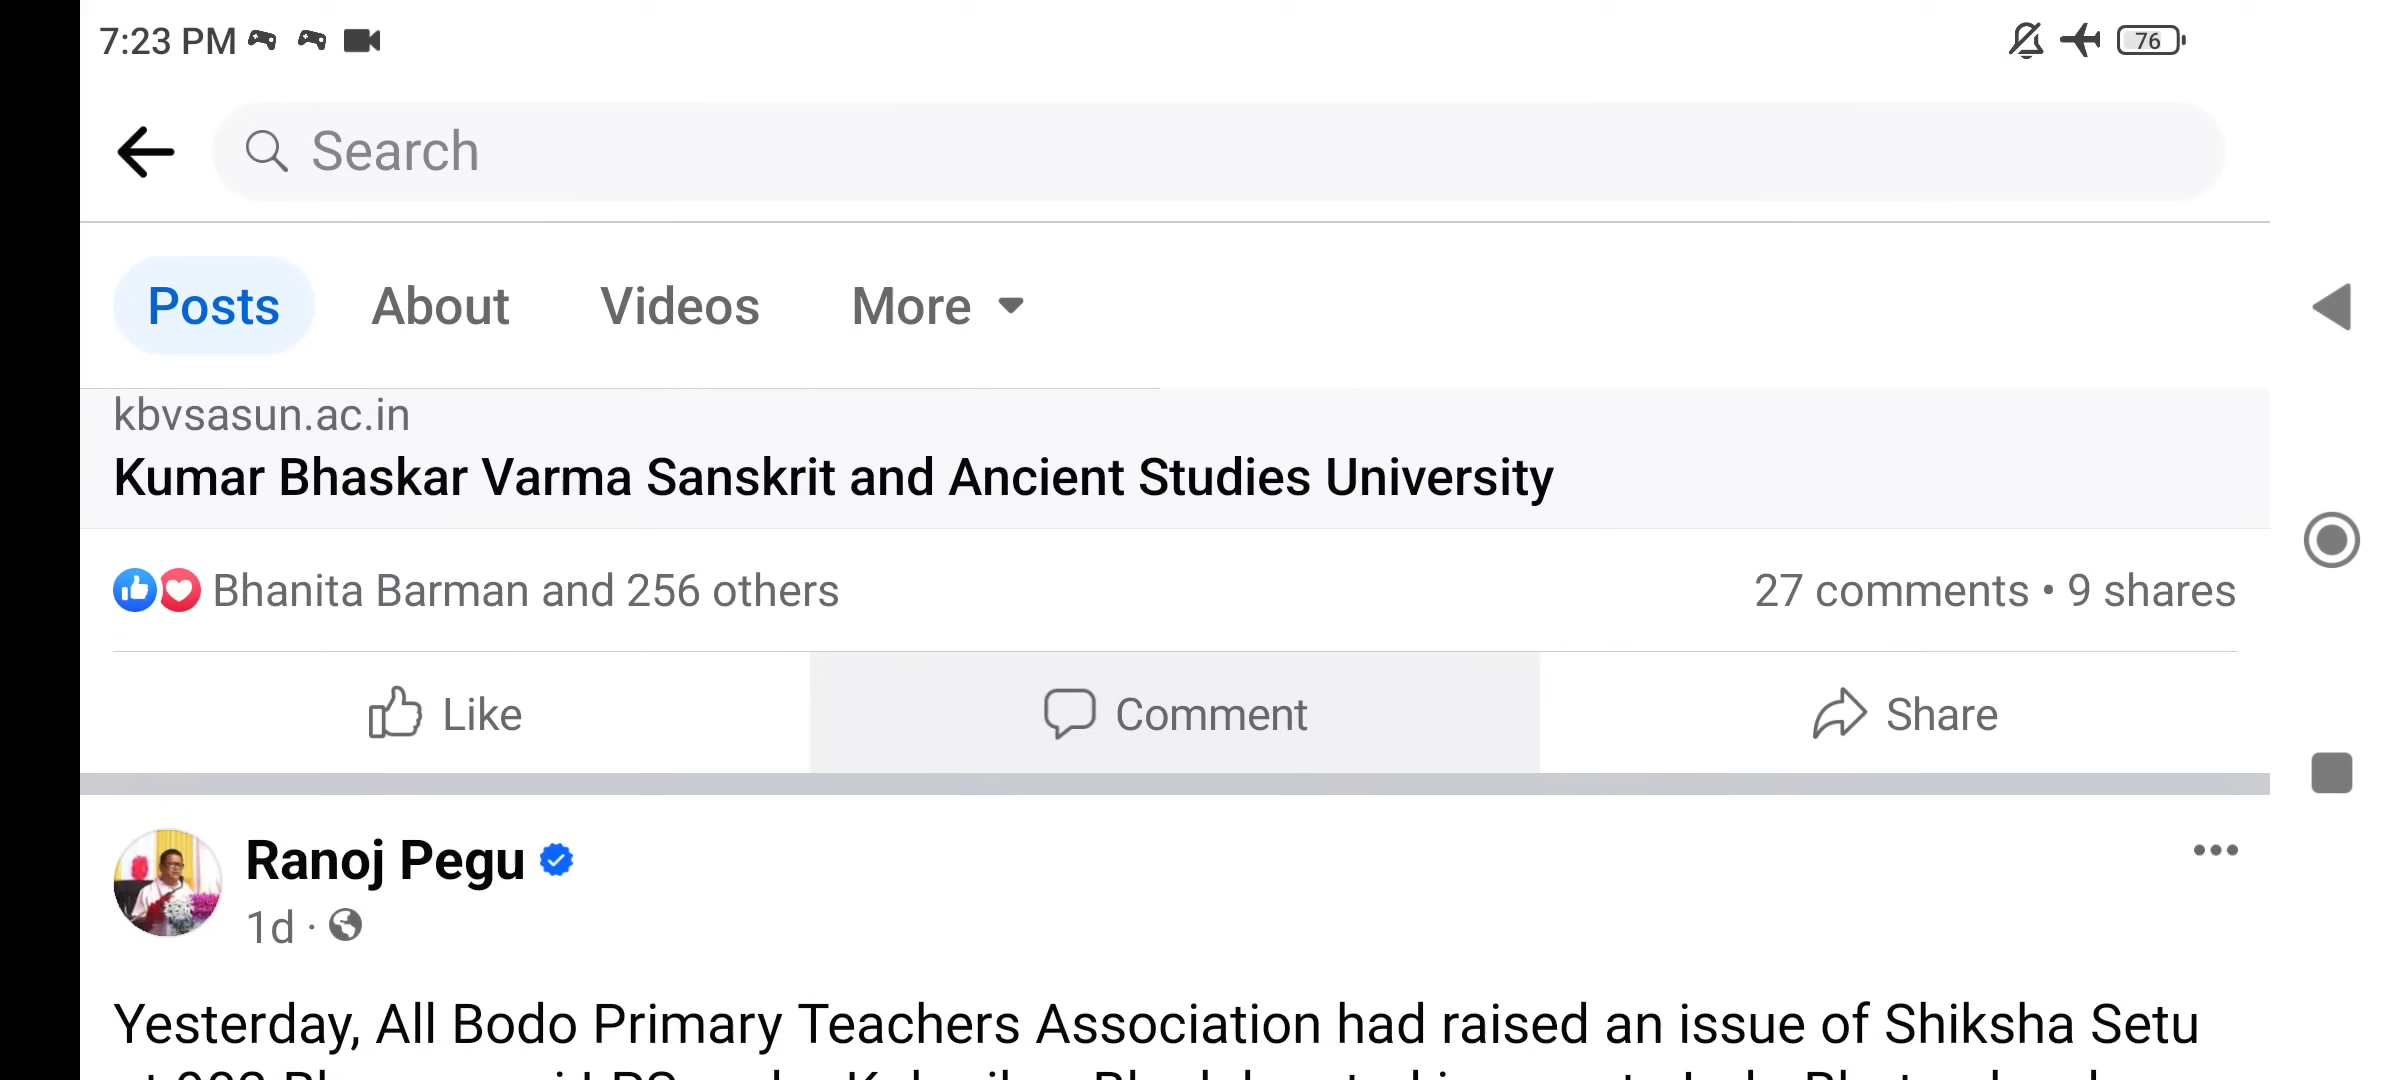 7:23 PM
76
Search
Posts About Videos More
kbvsasun.ac.in
Kumar Bhaskar Varma Sanskrit and Ancient Studies University
Bhanita Barman and 256 others 27 comments • 9 shares
Like Comment Share
Ranoj Pegu
1d ·
Yesterday, All Bodo Primary Teachers Association had raised an issue of Shiksha Setu